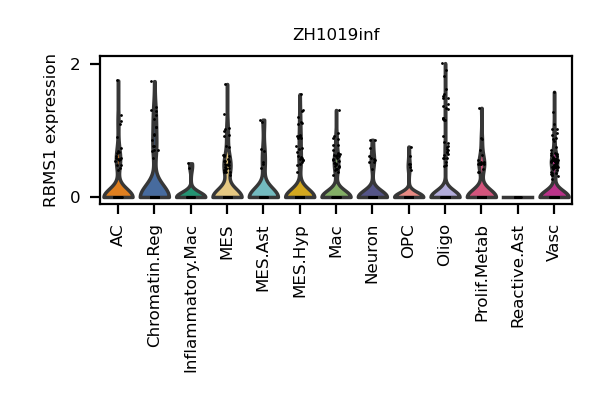 ZH1019inf
RBMS1 expression
2
0
AC
Chromatin.Reg
Inflammatory.Mac
MES
MES.Ast
MES.Hyp
Mac
Neuron
OPC
Oligo
Prolif.Metab
Reactive.Ast
Vasc